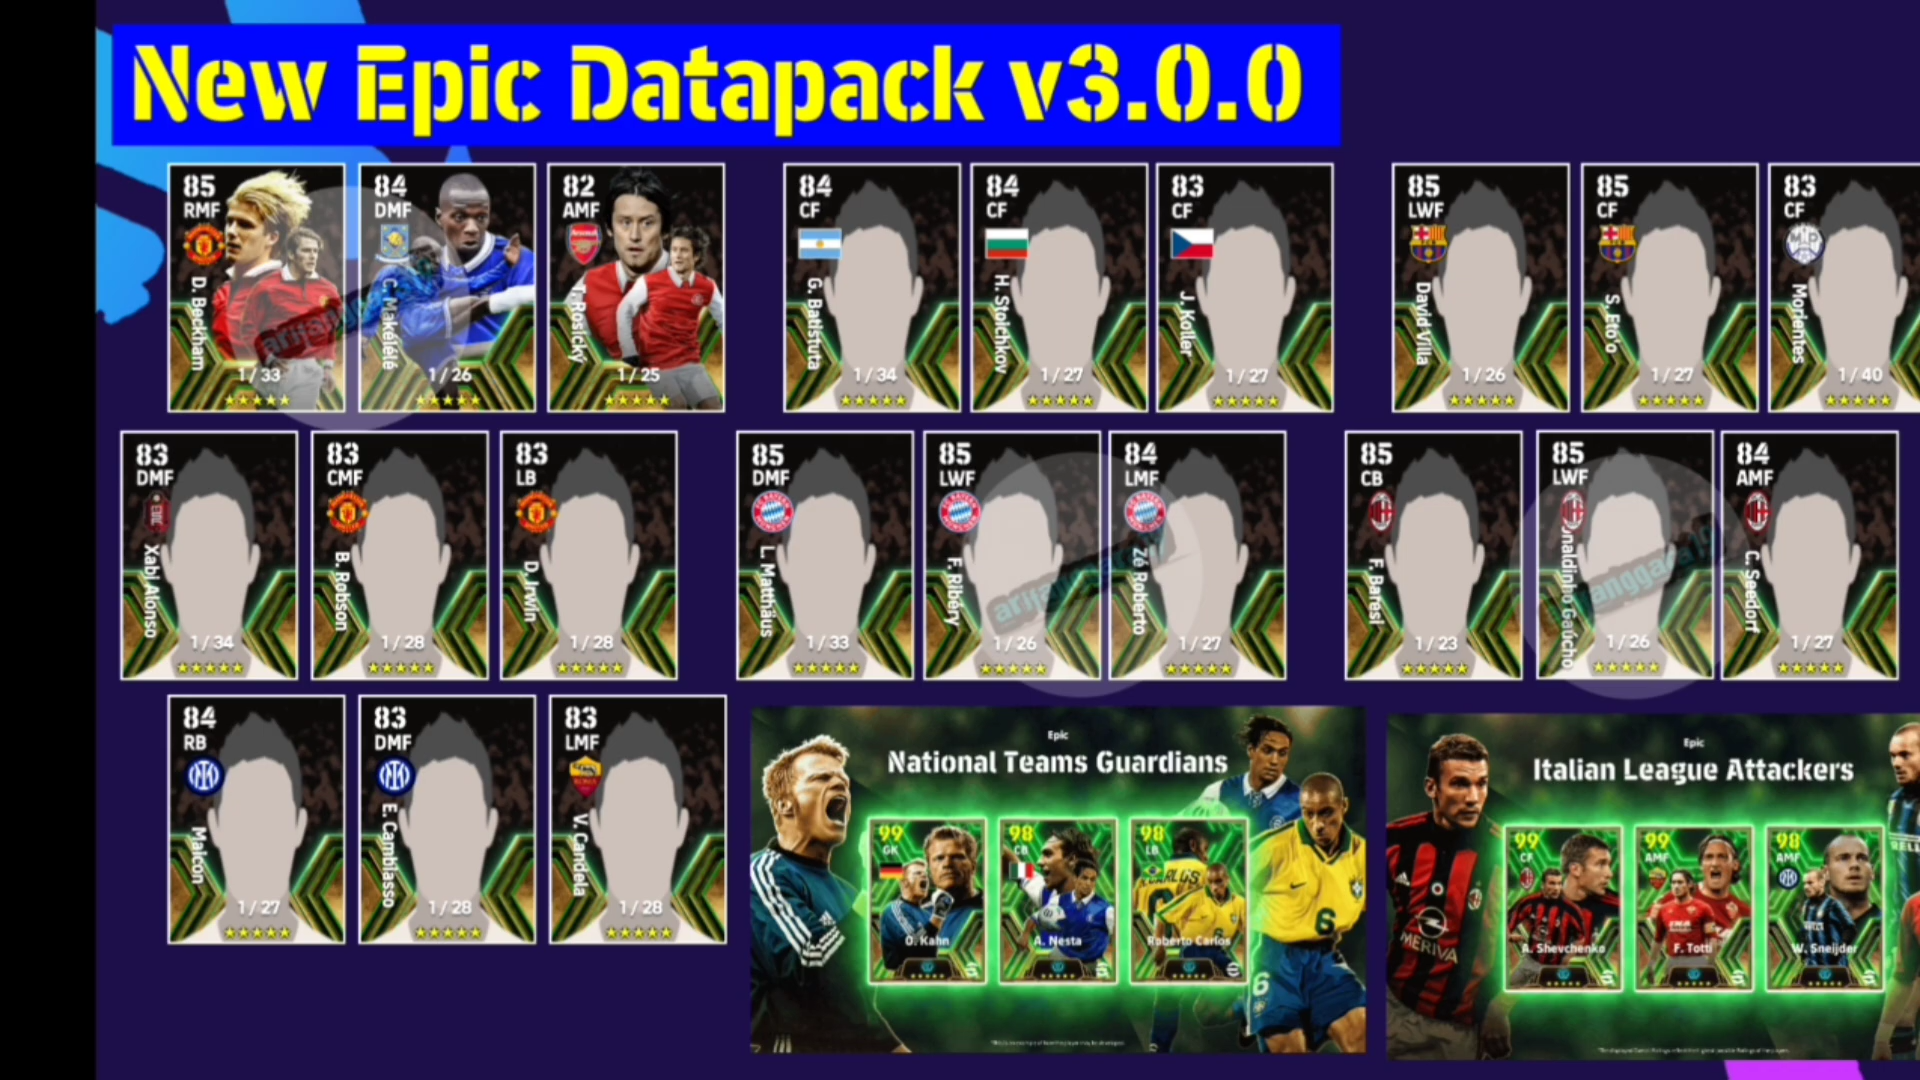 New Epic Datapack v3.0.0
85
RMF
D. Beckham
1/33
84
DMF
C. Makélélé
1/26
82
AMF
T. Rosický
1/25
84
CF
G. Batistuta
1/34
84
CF
H. Stoichkov
1/27
83
CF
J. Koller
1/27
85
LWF
David Villa
1/26
85
CF
S. Eto'o
1/27
83
CF
Morientes
1/40
83
DMF
Xabi Alonso
1/34
83
CMF
B. Robson
1/28
83
LB
D. Irwin
1/28
85
DMF
L. Matthäus
1/33
85
LWF
F. Ribéry
1/26
84
LMF
Zé Roberto
1/27
85
CB
F. Baresi
1/23
85
LWF
naldinho Gaúcho
1/26
84
AMF
C. Seedorf
1/27
84
RB
Maicon
1/27
83
DMF
E. Cambiasso
1/28
83
LMF
V. Candela
1/28
Epic
National Teams Guardians
99
GK
O. Kahn
98
CB
A. Nesta
98
LB
Roberto Carlos
6
6
Epic
Italian League Attackers
99
CF
A. Shevchenko
99
AMF
F. Totti
98
AMF
W. Sneijder
MERIVA